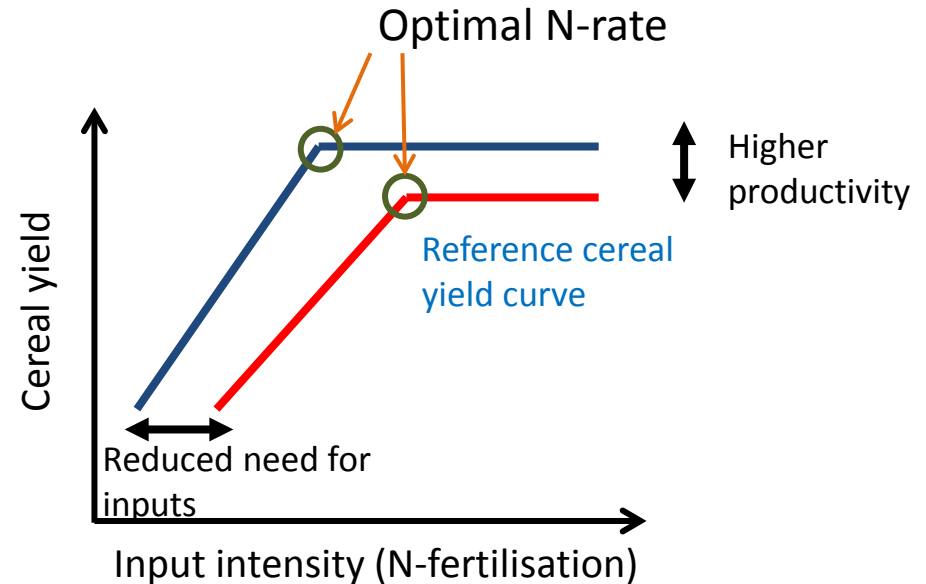 Optimal N-rate
Higher
productivity
Reference cereal
yield curve
Cereal yield
Reduced need for
inputs
Input intensity (N-fertilisation)